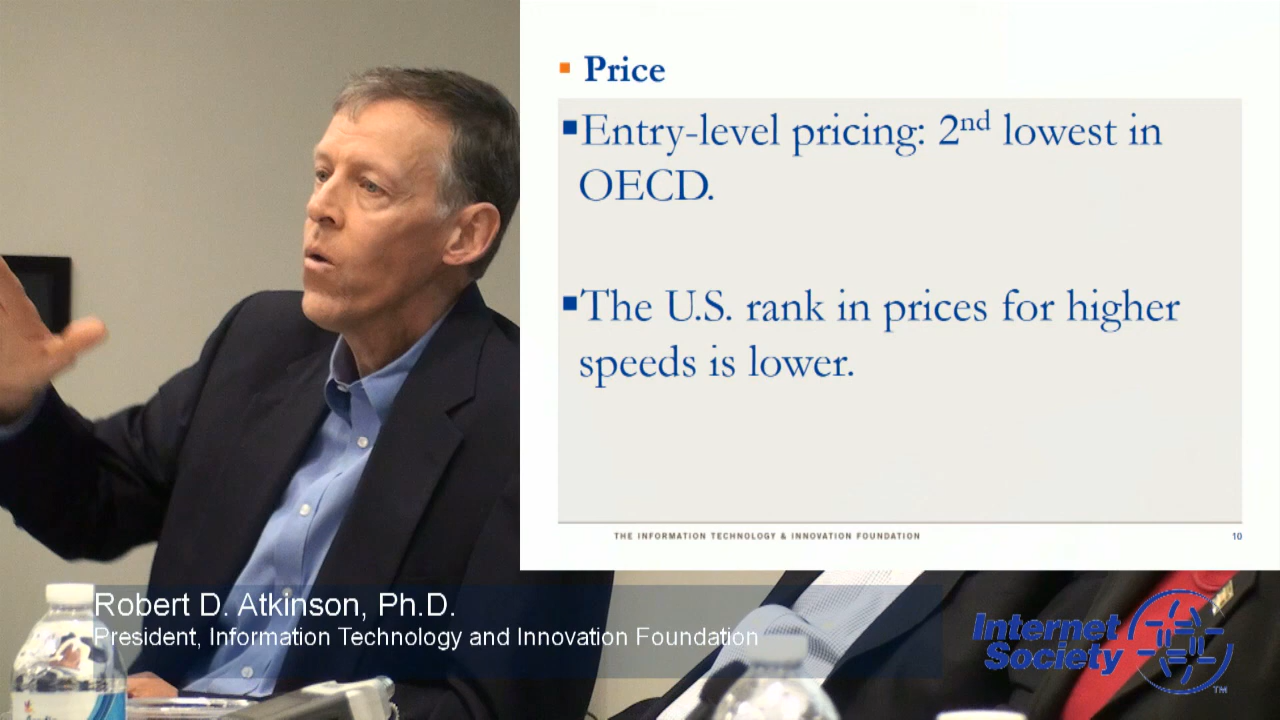 ▪ Price
▪Entry-level pricing: 2nd lowest in
OECD.
▪The U.S. rank in prices for higher
speeds is lower.
THE INFORMATION TECHNOLOGY & INNOVATION FOUNDATION
10
Robert D. Atkinson, Ph.D.
President, Information Technology and Innovation Foundation
Internet
Society
TM